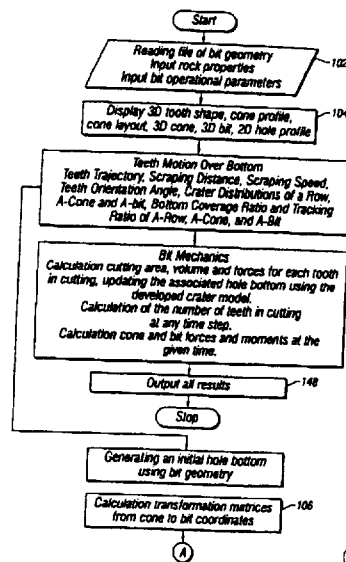 Start
Reading file of bit geometry
Input rock properties
Input bit operational parameters
102
Display 3D tooth shape, cone profile,
cone layout, 3D cone, 3D bit, 2D hole profile
104
Teeth Motion Over Bottom
Teeth Trajectory, Scraping Distance, Scraping Speed,
Teeth Orientation Angle, Crater Distributions of a Row,
A-Cone and A-bit, Bottom Coverage Ratio and Tracking
Ratio of A-Row, A-Cone, and A-Bit
Bit Mechanics
Calculation cutting area, volume and forces for each tooth
in cutting, updating the associated hole bottom using the
developed crater model.
Calculation of the number of teeth in cutting
at any time step.
Calculation cone and bit forces and moments at the
given time.
Output all results
148
Stop
Generating an initial hole bottom
using bit geometry
Calculation transformation matrices
from cone to bit coordinates
106
A